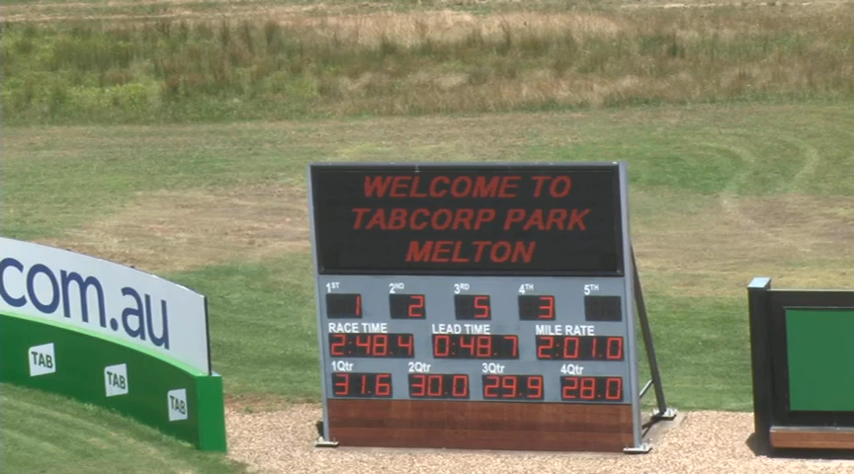 WELCOME TO
TABCORP PARK
MELTON
1ST 2ND 3RD 4TH 5TH
1 2 5 3
RACE TIME LEAD TIME MILE RATE
2:48.4 0:48.7 2:01.0
1Qtr 2Qtr 3Qtr 4Qtr
31.6 30.0 29.9 28.0
com.au
TAB TAB TAB